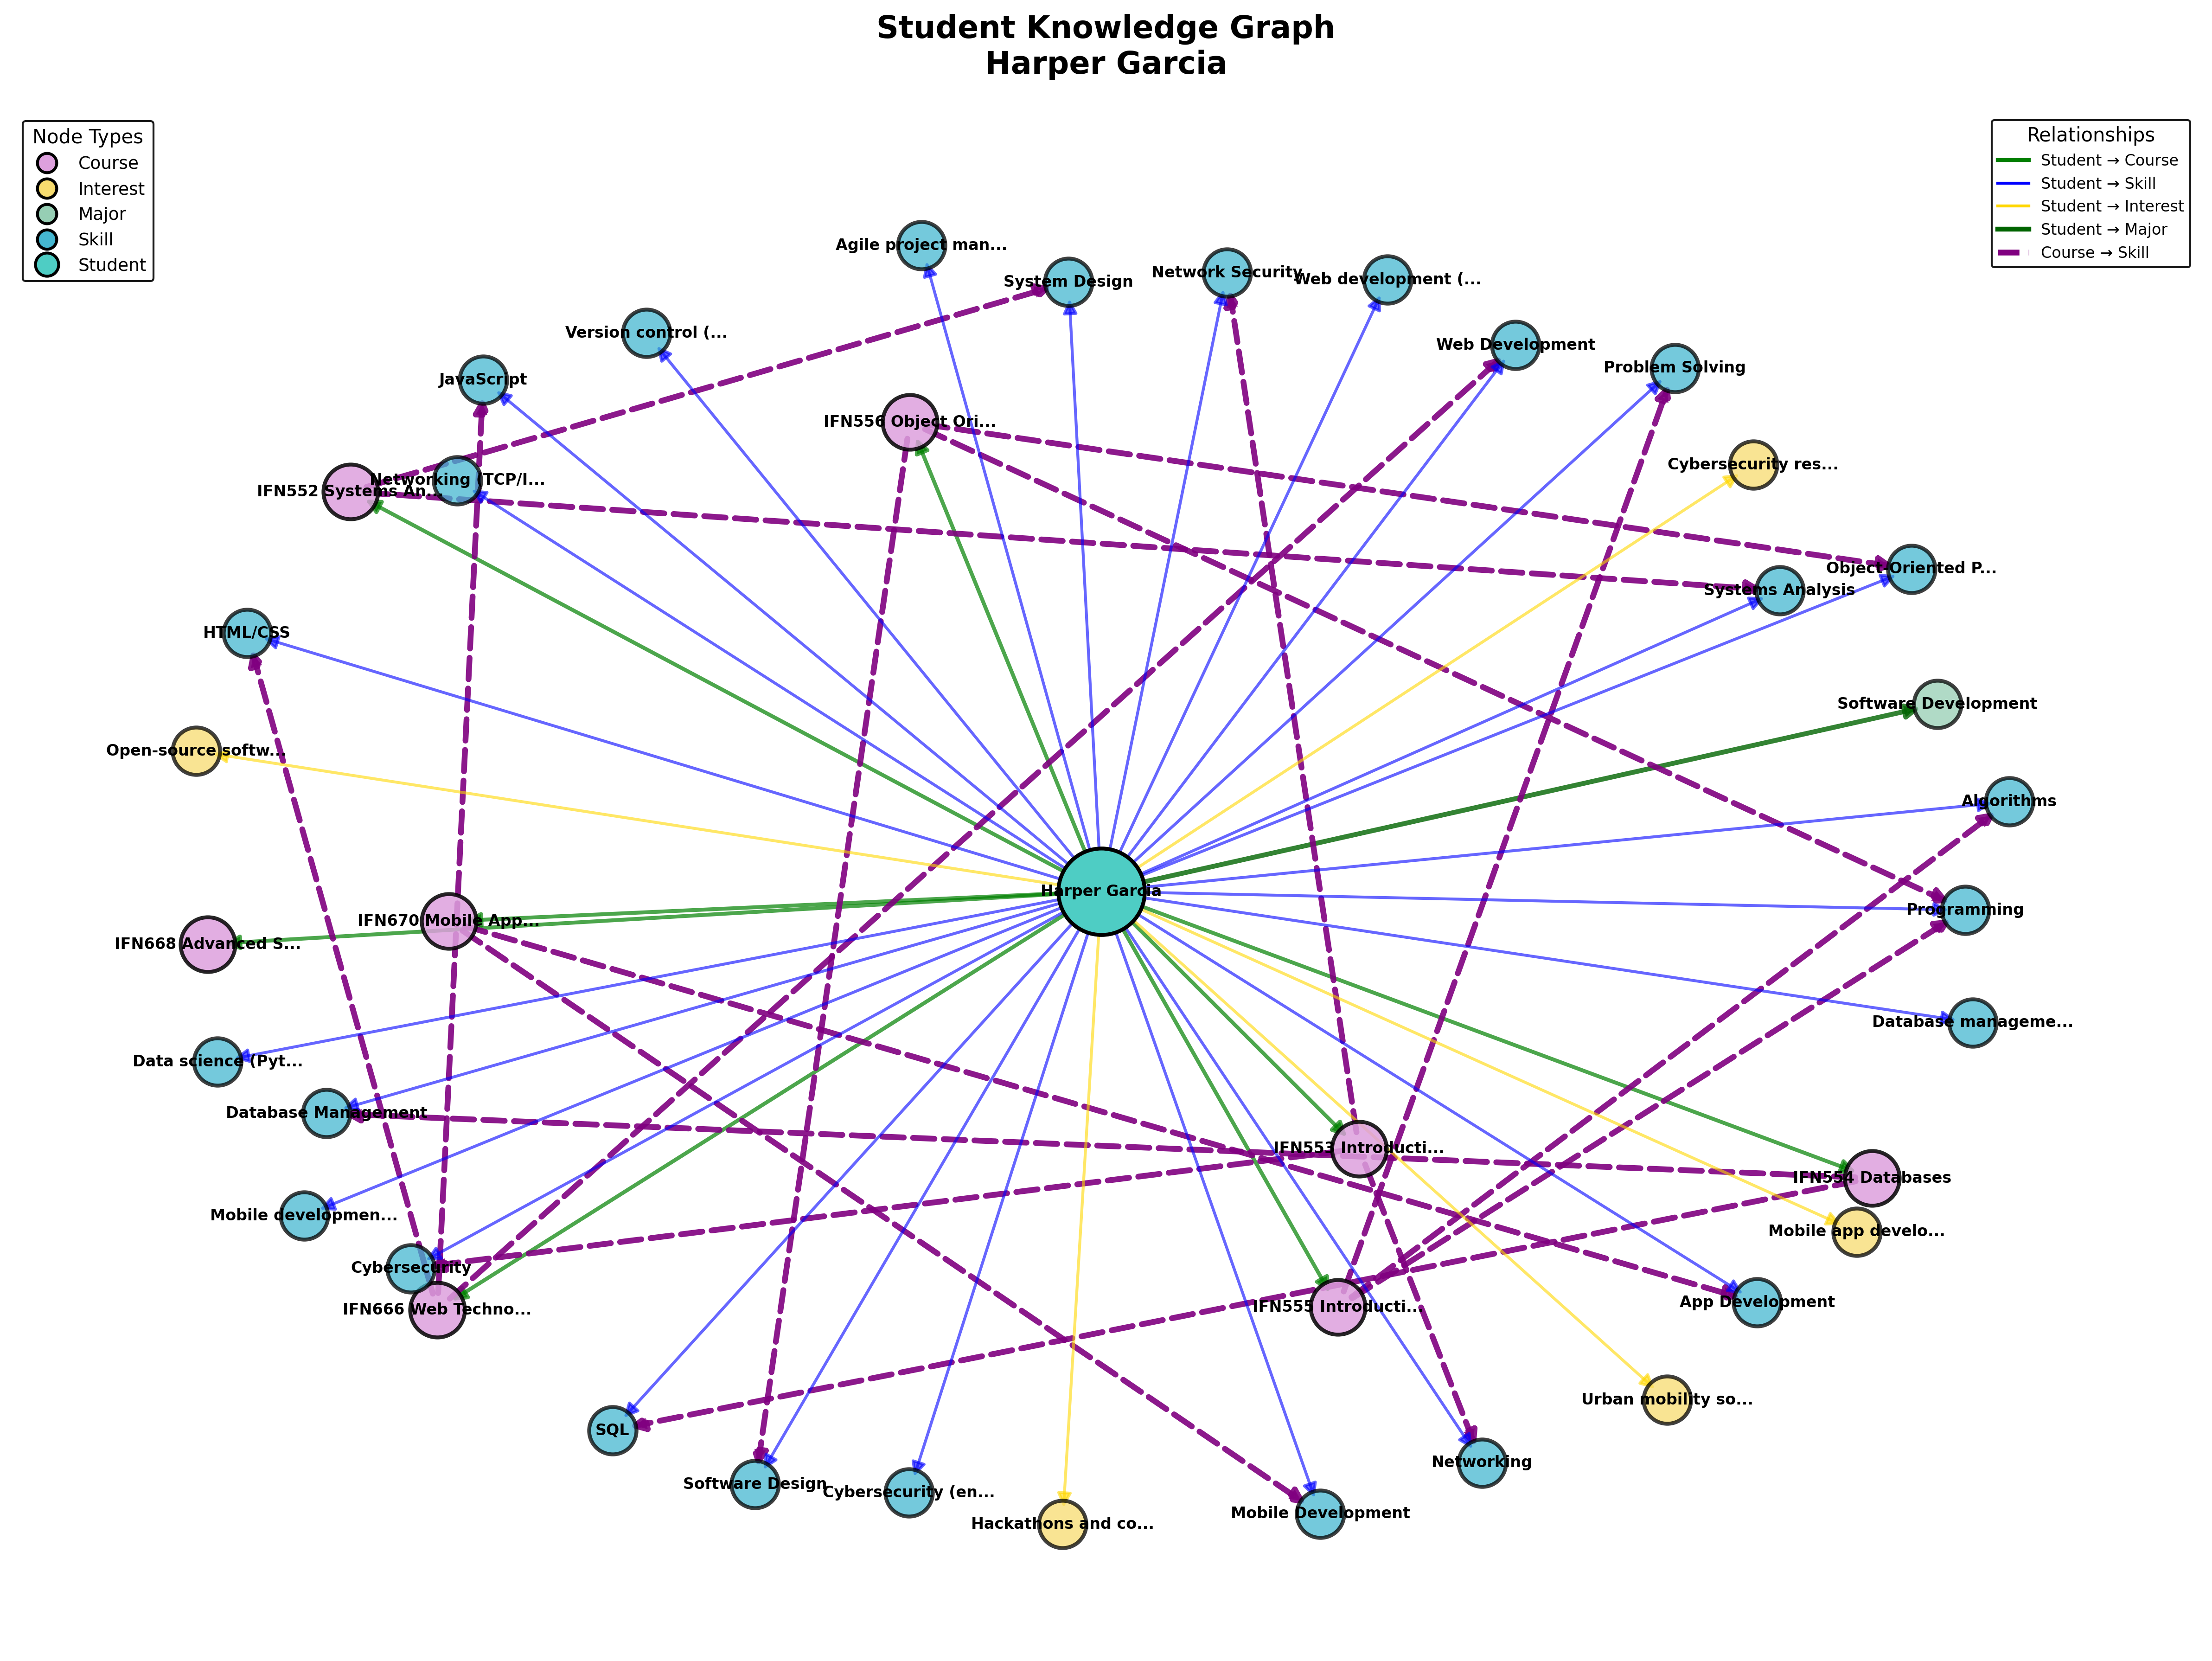 Student Knowledge Graph
Harper Garcia
Node Types
Course
Interest
Major
Skill
Student
Relationships
Student → Course
Student → Skill
Student → Interest
Student → Major
Course → Skill
Agile project man...
System Design
Network Security
Web development (...
Version control (...
Web Development
Problem Solving
JavaScript
IFN556 Object Ori...
Cybersecurity res...
Networking (TCP/I...
IFN552 Systems An...
Object-Oriented P...
Systems Analysis
HTML/CSS
Software Development
Open-source softw...
Algorithms
Harper Garcia
Programming
IFN670 Mobile App...
IFN668 Advanced S...
Database manageme...
Data science (Pyt...
Database Management
IFN553 Introducti...
IFN554 Databases
Mobile developmen...
Mobile app develo...
Cybersecurity
IFN666 Web Techno...
IFN555 Introducti...
App Development
Urban mobility so...
SQL
Networking
Software Design
Cybersecurity (en...
Mobile Development
Hackathons and co...